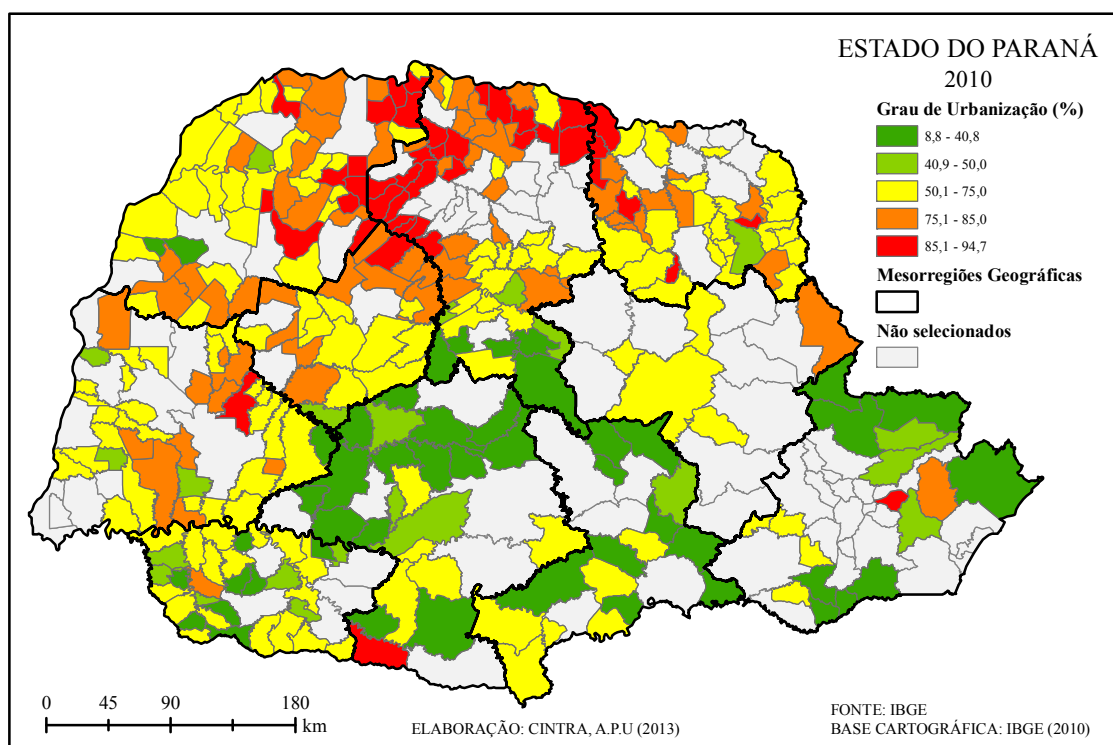 ESTADO DO PARANÁ
2010
Grau de Urbanização (%)
8,8 - 40,8
40,9 - 50,0
50,1 - 75,0
75,1 - 85,0
85,1 - 94,7
Mesorregiões Geográficas
Não selecionados
0 45 90 180
km
ELABORAÇÃO: CINTRA, A.P.U (2013)
FONTE: IBGE
BASE CARTOGRÁFICA: IBGE (2010)